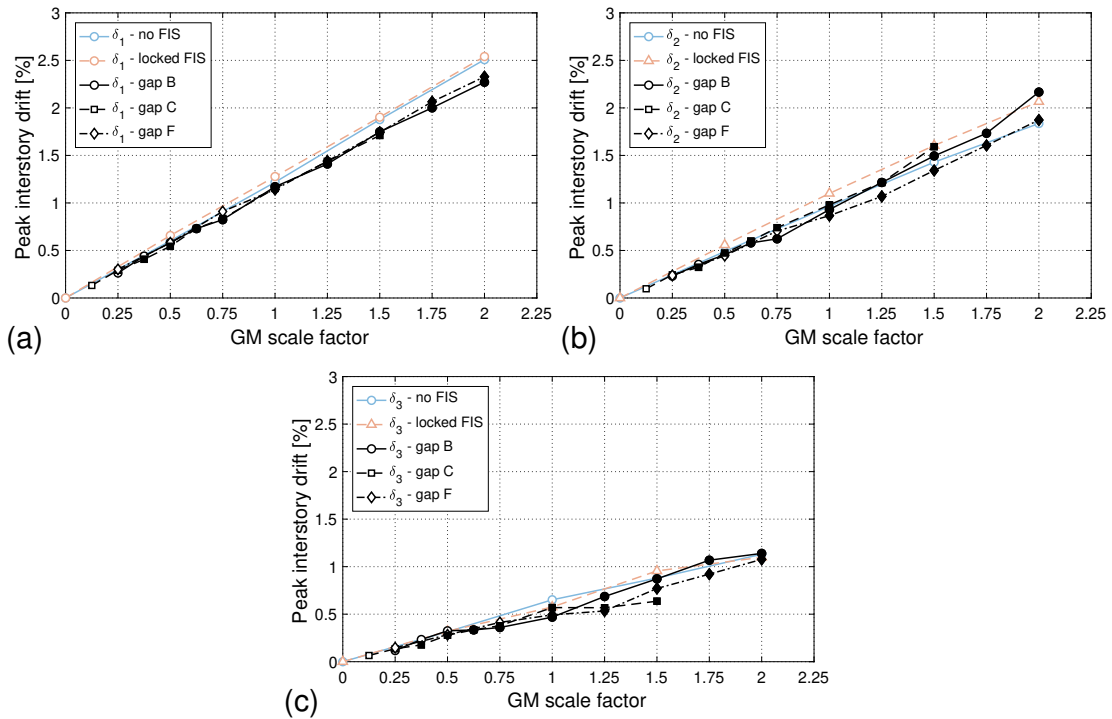 3
2.5
2
1.5
1
0.5
0
Peak interstory drift [%]
δ1 - no FIS
δ1 - locked FIS
δ1 - gap B
δ1 - gap C
δ1 - gap F
0 0.25 0.5 0.75 1 1.25 1.5 1.75 2 2.25
GM scale factor
(a)
3
2.5
2
1.5
1
0.5
0
Peak interstory drift [%]
δ2 - no FIS
δ2 - locked FIS
δ2 - gap B
δ2 - gap C
δ2 - gap F
0 0.25 0.5 0.75 1 1.25 1.5 1.75 2 2.25
GM scale factor
(b)
3
2.5
2
1.5
1
0.5
0
Peak interstory drift [%]
δ3 - no FIS
δ3 - locked FIS
δ3 - gap B
δ3 - gap C
δ3 - gap F
0 0.25 0.5 0.75 1 1.25 1.5 1.75 2 2.25
GM scale factor
(c)